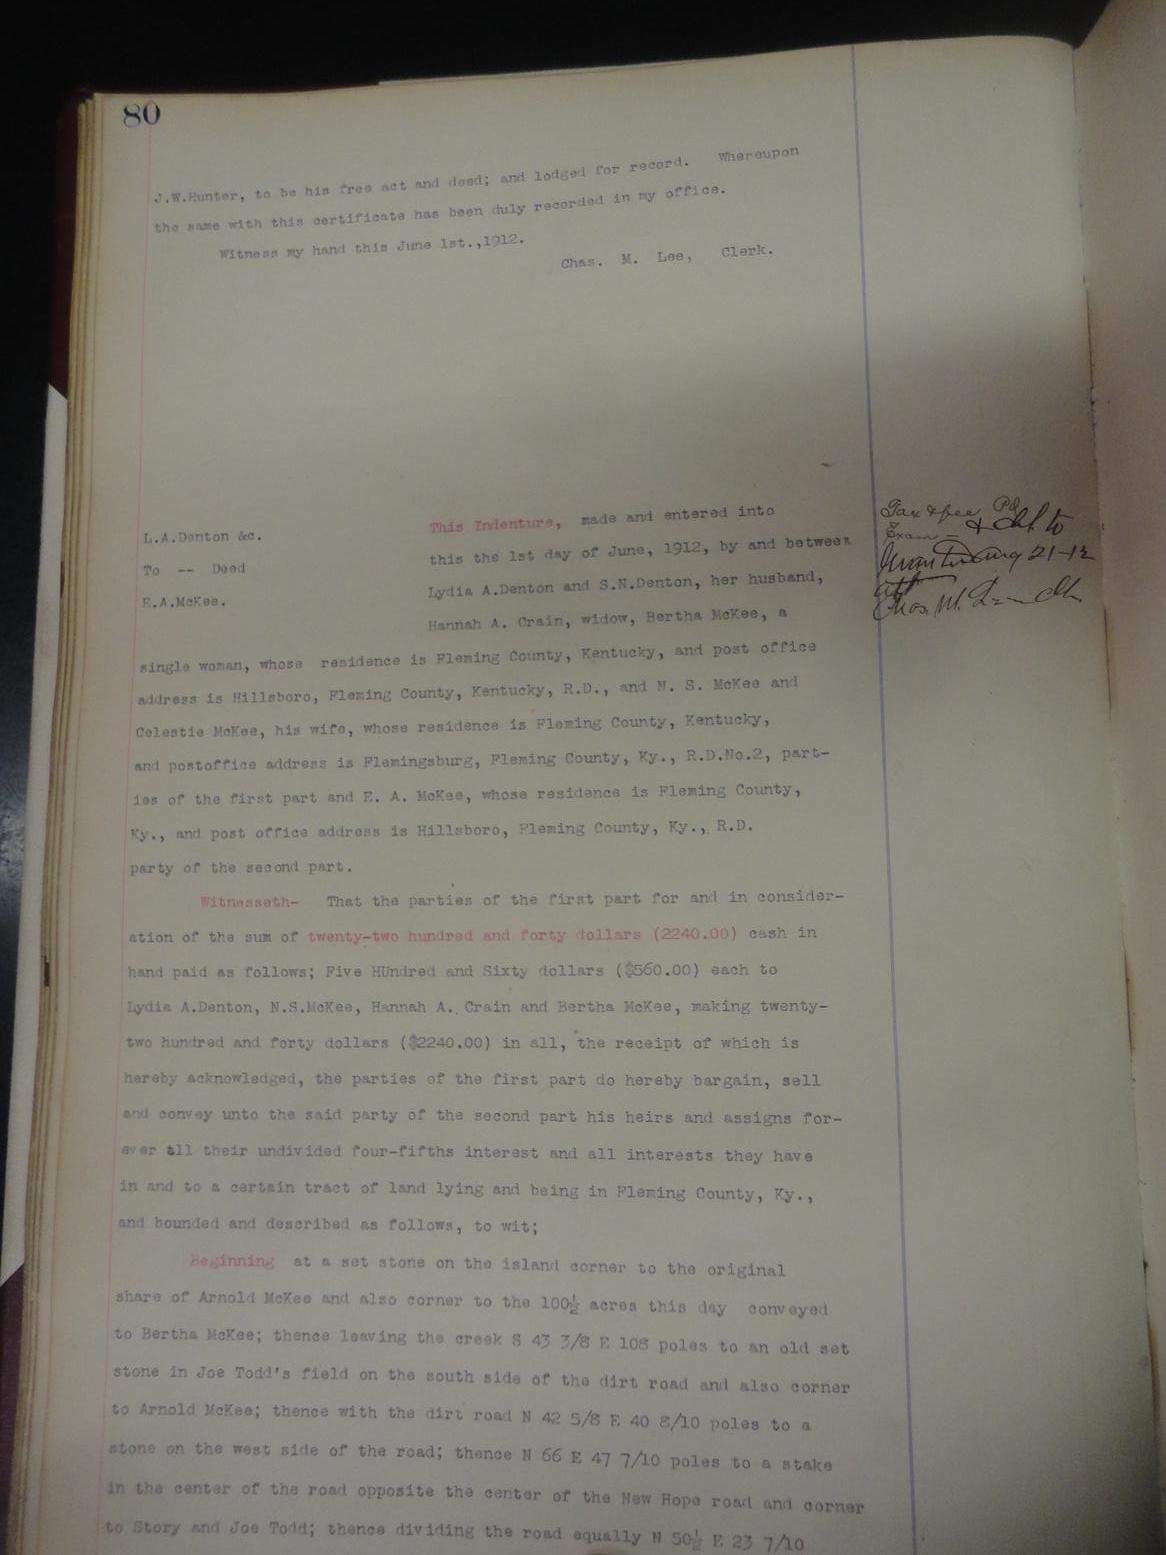 80
J.W.Hunter, to be his free act and deed; and lodged for record. Whereupon
the same with this certificate has been duly recorded in my office.
Witness my hand this June 1st.,1912.
Chas. M. Lee, Clerk.
L.A.Denton &c.
To -- Deed
E.A.McKee.
This Indenture, made and entered into
this the 1st day of June, 1912, by and between
Lydia A.Denton and S.N.Denton, her husband,
Hannah A. Crain, widow, Bertha McKee, a
single woman, whose residence is Fleming County, Kentucky, and post office
address is Hillsboro, Fleming County, Kentucky, R.D., and N. S. McKee and
Celestie McKee, his wife, whose residence is Fleming County, Kentucky,
and postoffice address is Flemingsburg, Fleming County, Ky., R.D.No.2, part-
ies of the first part and E. A. McKee, whose residence is Fleming County,
Ky., and post office address is Hillsboro, Fleming County, Ky., R.D.
party of the second part.
Witnesseth- That the parties of the first part for and in consider-
ation of the sum of twenty-two hundred and forty dollars (2240.00) cash in
hand paid as follows; Five HUndred and Sixty dollars ($560.00) each to
Lydia A.Denton, N.S.McKee, Hannah A. Crain and Bertha McKee, making twenty-
two hundred and forty dollars ($2240.00) in all, the receipt of which is
hereby acknowledged, the parties of the first part do hereby bargain, sell
and convey unto the said party of the second part his heirs and assigns for-
ever all their undivided four-fifths interest and all interests they have
in and to a certain tract of land lying and being in Fleming County, Ky.,
and bounded and described as follows, to wit;
Beginning at a set stone on the island corner to the original
share of Arnold McKee and also corner to the 100½ acres this day conveyed
to Bertha McKee; thence leaving the creek S 43 3/8 E 108 poles to an old set
stone in Joe Todd's field on the south side of the dirt road and also corner
to Arnold McKee; thence with the dirt road N 42 5/8 E 40 8/10 poles to a
stone on the west side of the road; thence N 66 E 47 7/10 poles to a stake
in the center of the road opposite the center of the New Hope road and corner
to Story and Joe Todd; thence dividing the road equally N 50½ E 23 7/10
Tax & fee Pd
Exam & del to
Aug 21-12
Chas. M. Lee Clk